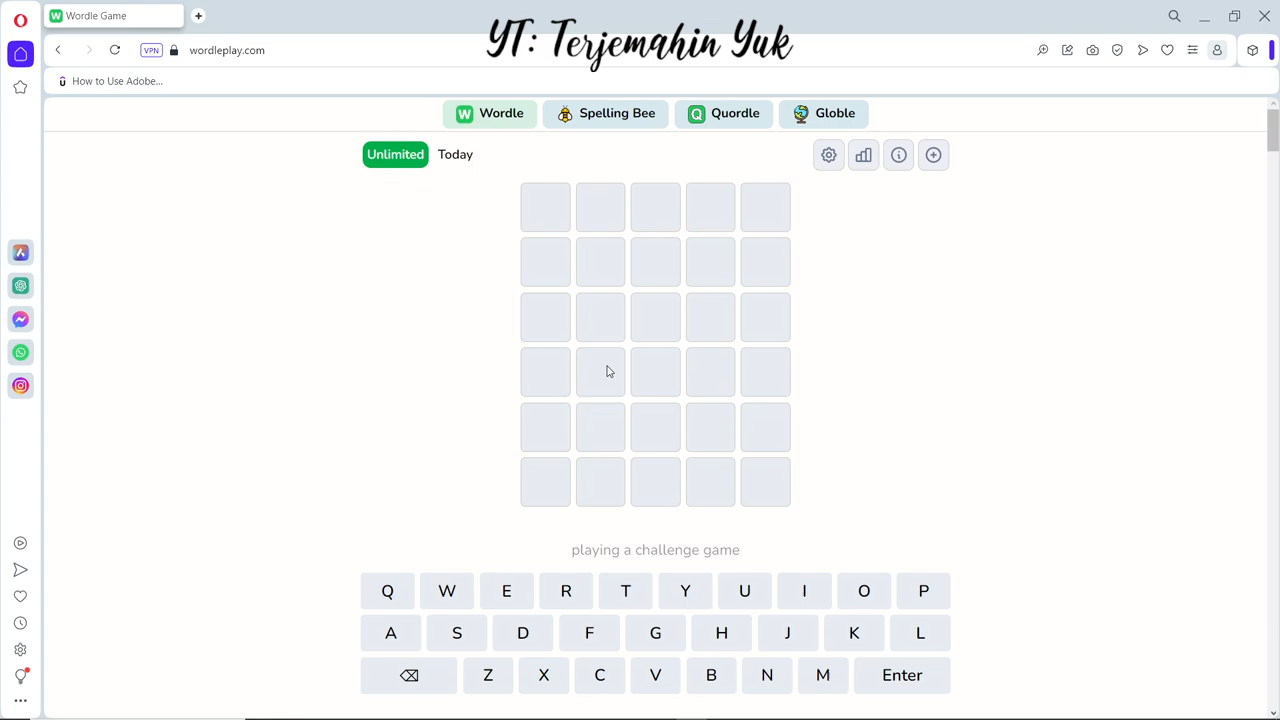 Wordle Game
YT: Terjemahin Yuk
VPN
wordleplay.com
How to Use Adobe...
W Wordle
Spelling Bee
Q Quordle
Globle
Unlimited
Today
playing a challenge game
Q W E R T Y U I O P
A S D F G H J K L
Z X C V B N M Enter